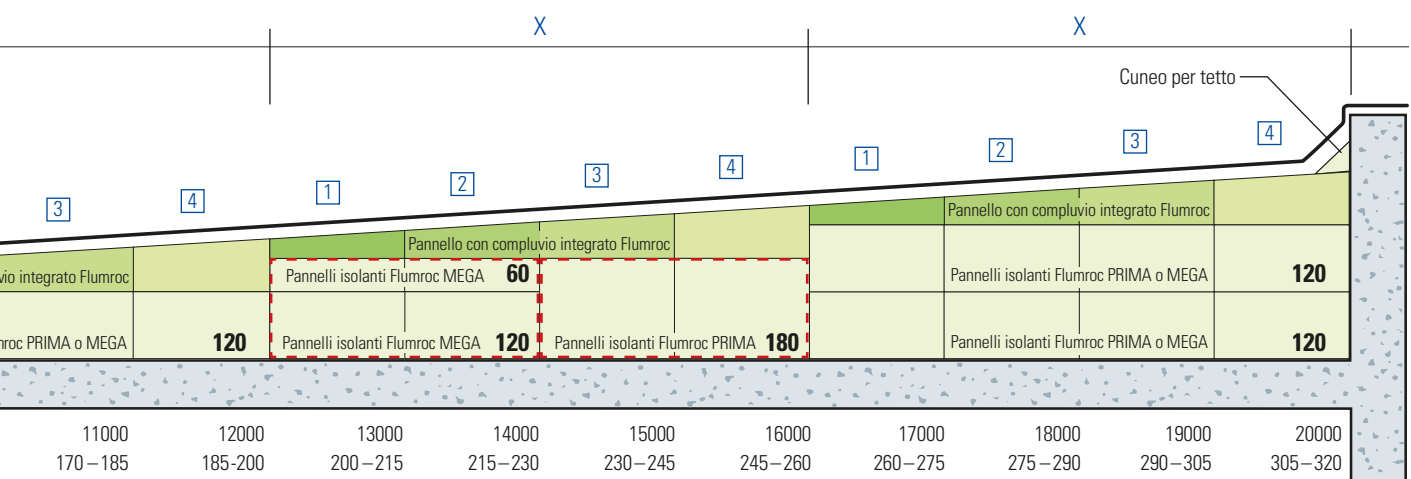 X X
Cuneo per tetto
3 4 1 2 3 4 1 2 3 4
Pannello con compluvio integrato Flumroc
Pannello con compluvio integrato Flumroc
vio integrato Flumroc
Pannelli isolanti Flumroc MEGA 60
Pannelli isolanti Flumroc PRIMA o MEGA 120
mroc PRIMA o MEGA 120
Pannelli isolanti Flumroc MEGA 120
Pannelli isolanti Flumroc PRIMA 180
Pannelli isolanti Flumroc PRIMA o MEGA 120
11000 12000 13000 14000 15000 16000 17000 18000 19000 20000
170–185 185-200 200–215 215–230 230–245 245–260 260–275 275–290 290–305 305–320